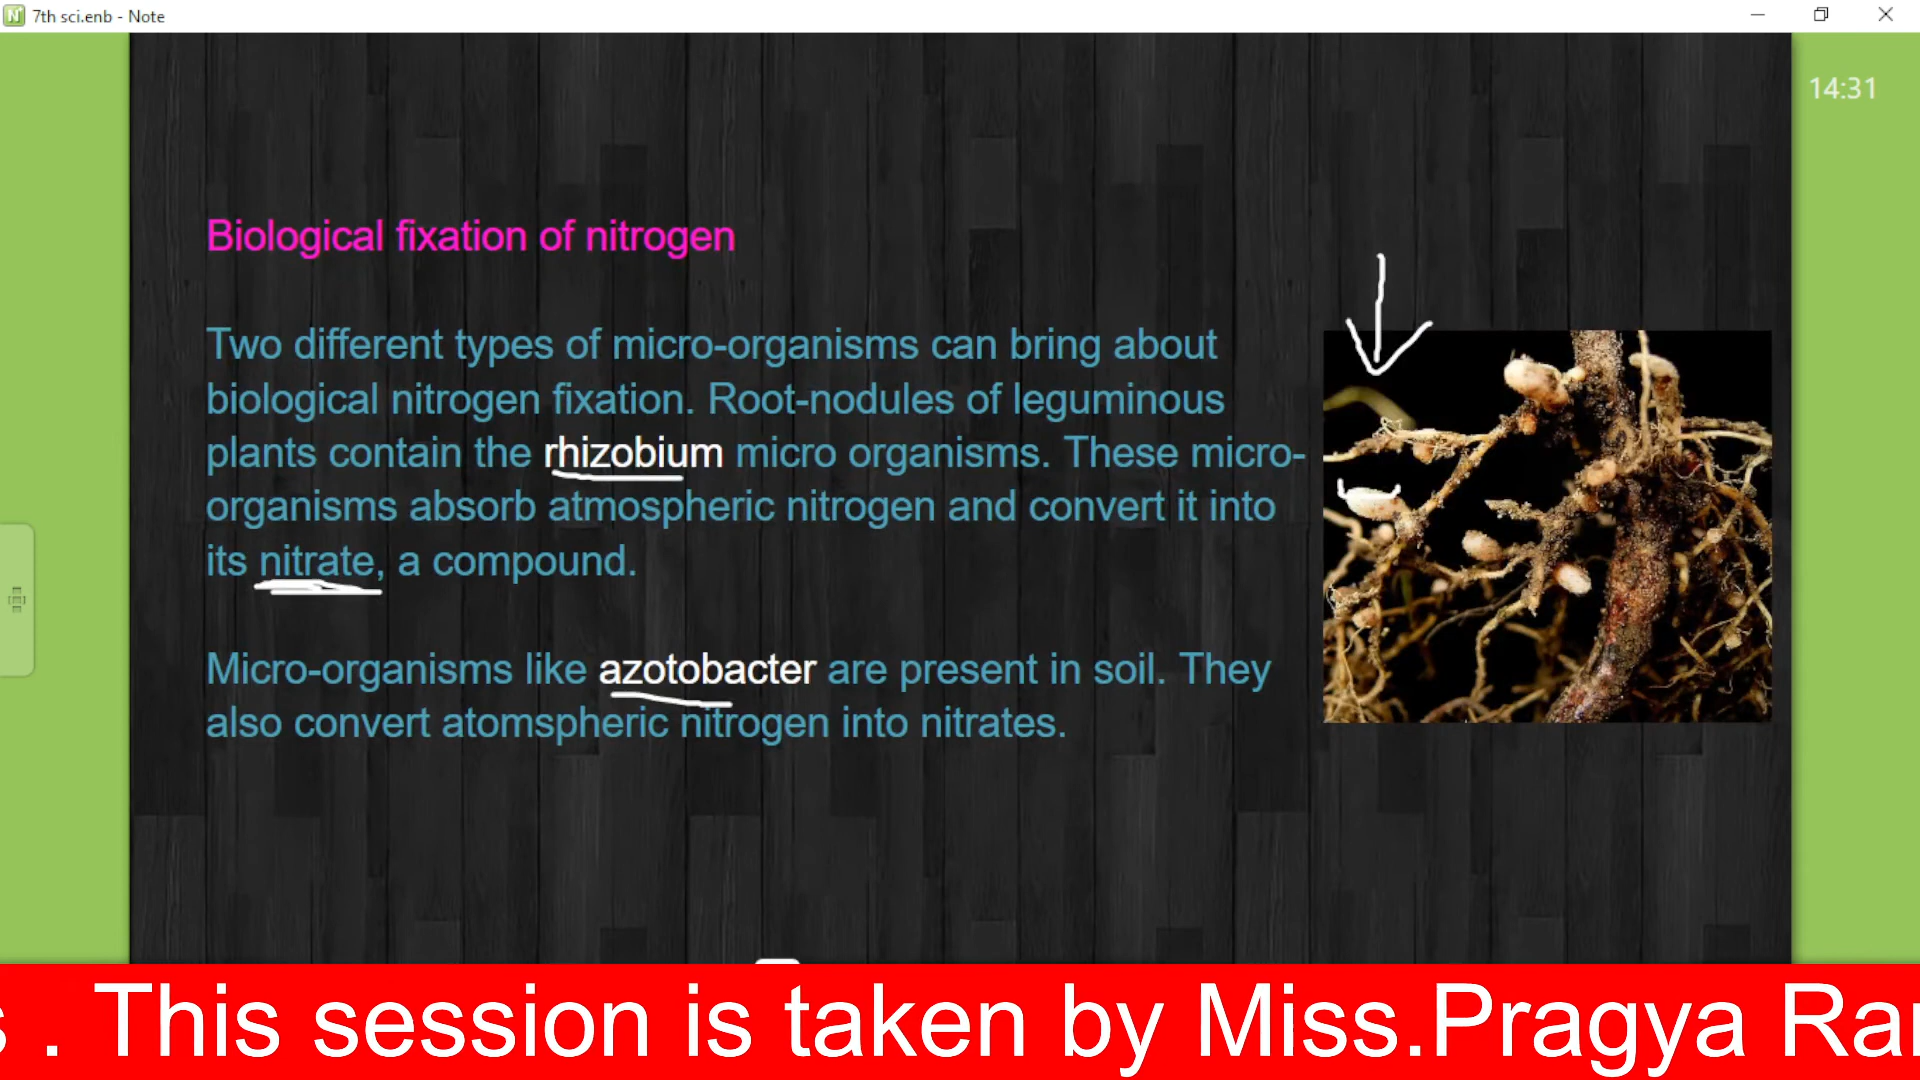 7th sci.enb - Note
14:31
Biological fixation of nitrogen
Two different types of micro-organisms can bring about
biological nitrogen fixation. Root-nodules of leguminous
plants contain the rhizobium micro organisms. These micro-
organisms absorb atmospheric nitrogen and convert it into
its nitrate, a compound.
Micro-organisms like azotobacter are present in soil. They
also convert atomspheric nitrogen into nitrates.
. This session is taken by Miss.Pragya